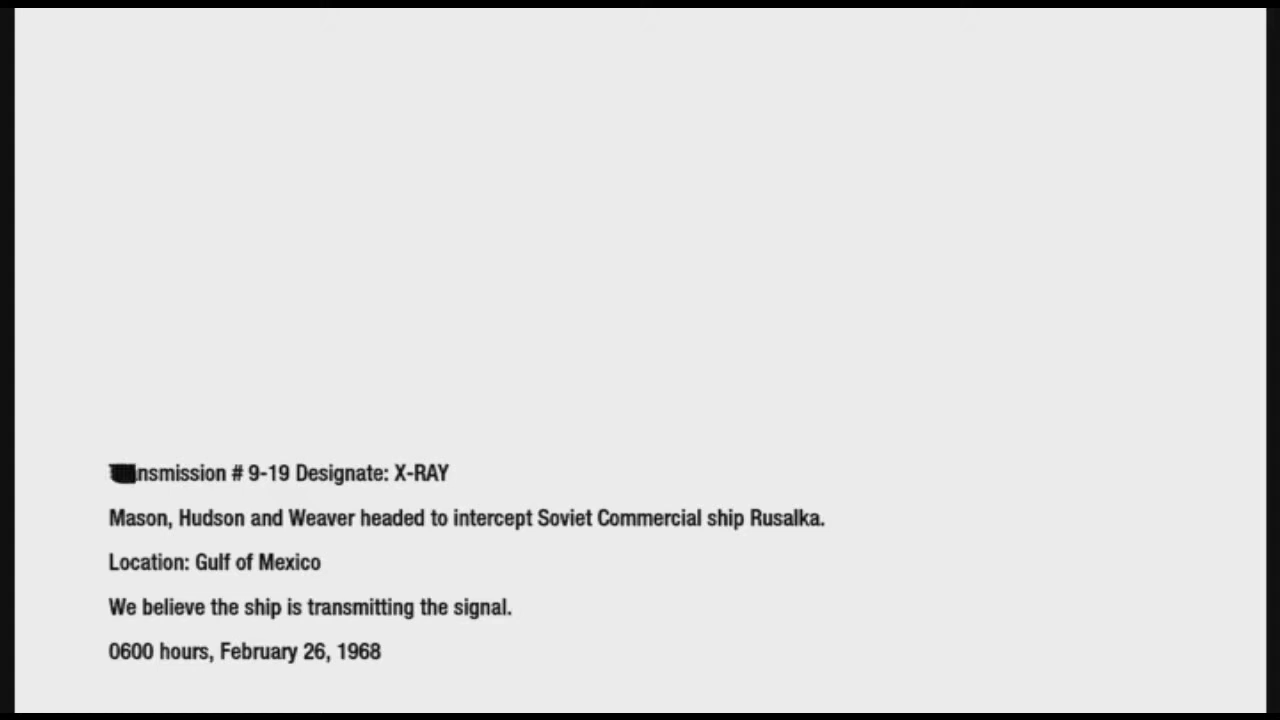 nsmission # 9-19 Designate: X-RAY
Mason, Hudson and Weaver headed to intercept Soviet Commercial ship Rusalka.
Location: Gulf of Mexico
We believe the ship is transmitting the signal.
0600 hours, February 26, 1968